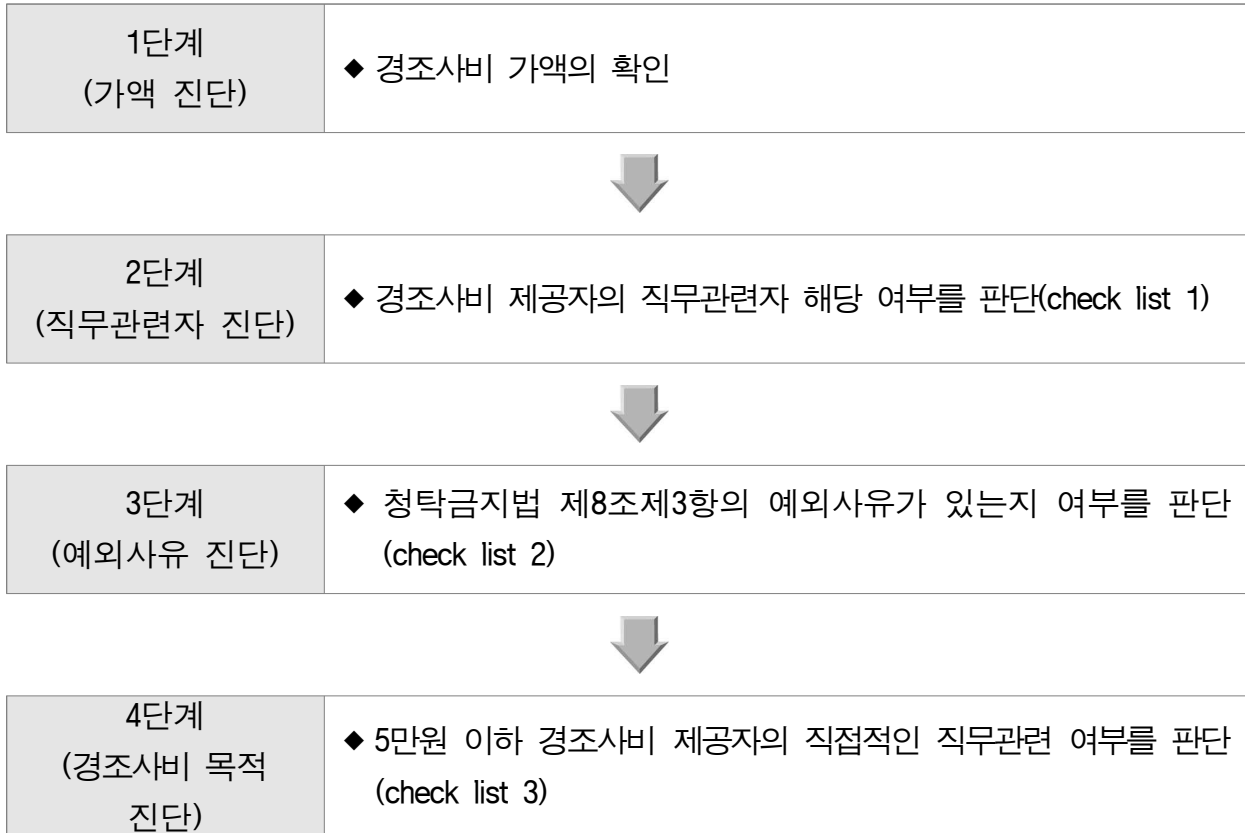 1단계
(가액 진단)
◆ 경조사비 가액의 확인
2단계
(직무관련자 진단)
◆ 경조사비 제공자의 직무관련자 해당 여부를 판단(check list 1)
3단계
(예외사유 진단)
◆ 청탁금지법 제8조제3항의 예외사유가 있는지 여부를 판단
(check list 2)
4단계
(경조사비 목적
진단)
◆ 5만원 이하 경조사비 제공자의 직접적인 직무관련 여부를 판단
(check list 3)